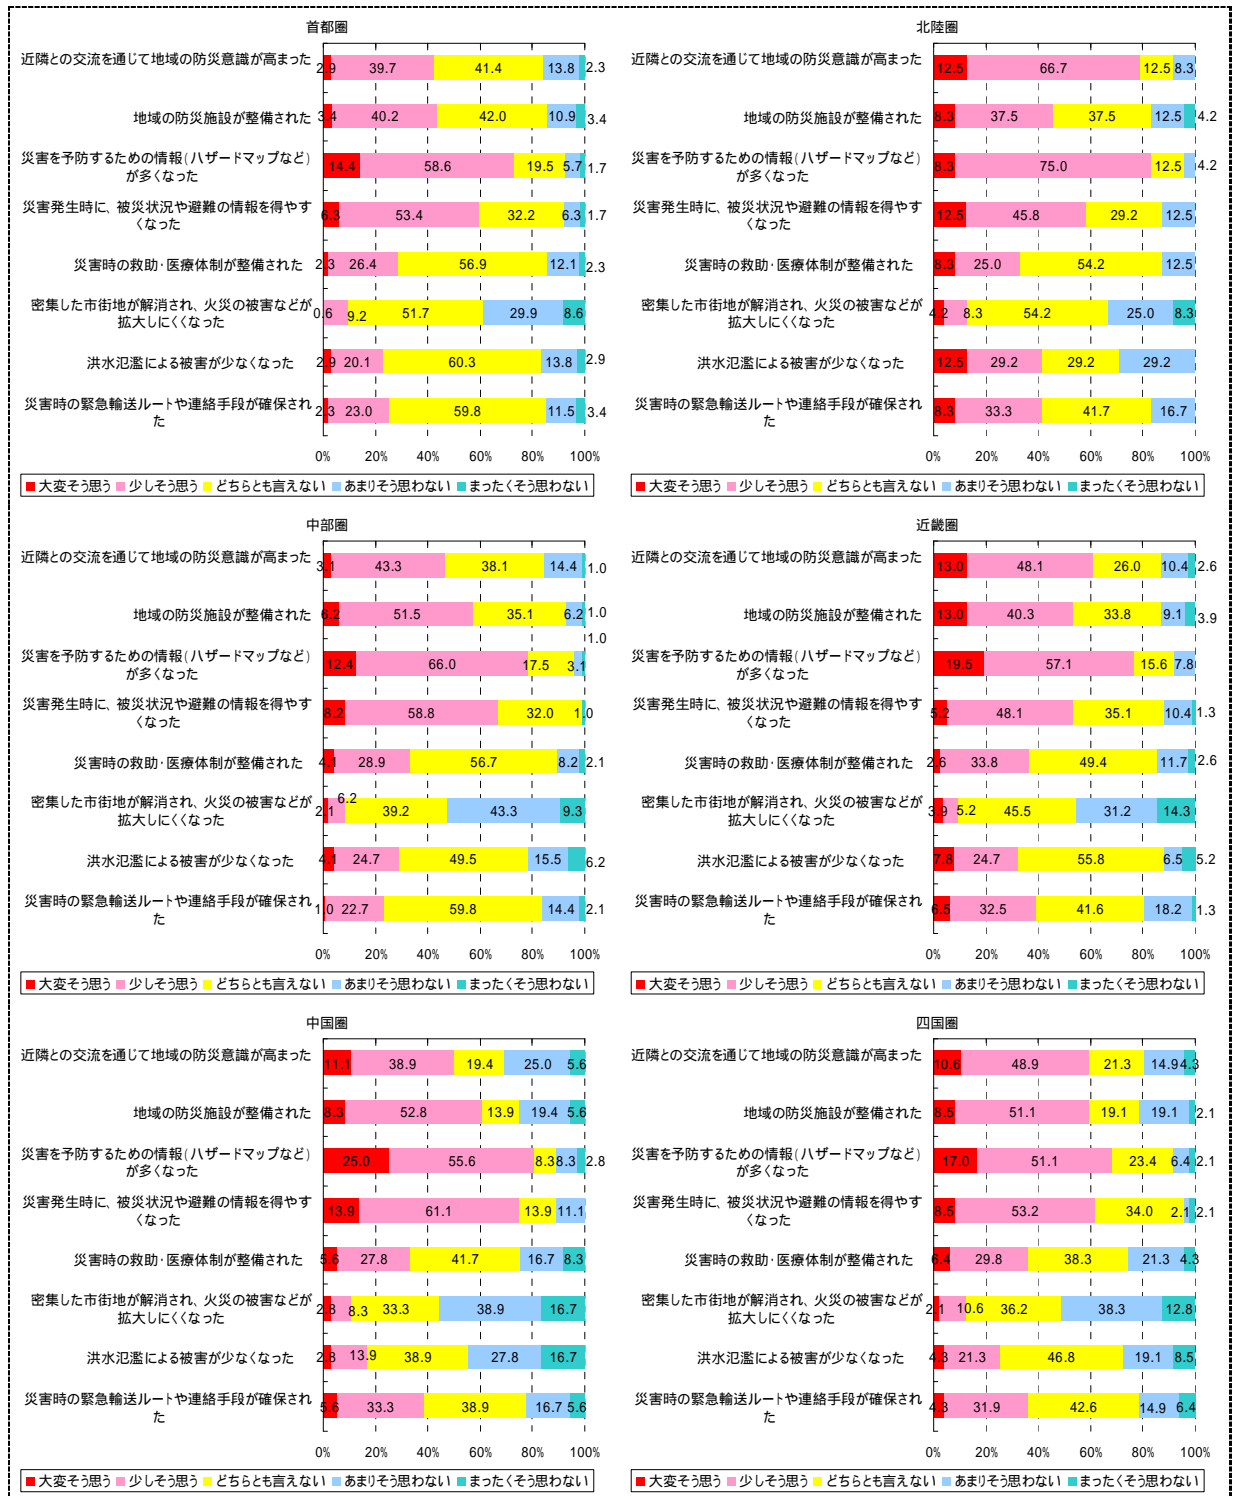 首都圏
近隣との交流を通じて地域の防災意識が高まった
2.9 39.7 41.4 13.8 2.3
地域の防災施設が整備された
3.4 40.2 42.0 10.9 3.4
災害を予防するための情報(ハザードマップなど)
が多くなった
14.4 58.6 19.5 5.7 1.7
災害発生時に、被災状況や避難の情報を得やす
くなった
6.3 53.4 32.2 6.3 1.7
災害時の救助・医療体制が整備された
2.3 26.4 56.9 12.1 2.3
密集した市街地が解消され、火災の被害などが
拡大しにくくなった
0.6 9.2 51.7 29.9 8.6
洪水氾濫による被害が少なくなった
2.9 20.1 60.3 13.8 2.9
災害時の緊急輸送ルートや連絡手段が確保され
た
2.3 23.0 59.8 11.5 3.4
0% 20% 40% 60% 80% 100%
大変そう思う 少しそう思う どちらとも言えない あまりそう思わない まったくそう思わない
北陸圏
近隣との交流を通じて地域の防災意識が高まった
12.5 66.7 12.5 8.3
地域の防災施設が整備された
8.3 37.5 37.5 12.5 4.2
災害を予防するための情報(ハザードマップなど)
が多くなった
8.3 75.0 12.5 4.2
災害発生時に、被災状況や避難の情報を得やす
くなった
12.5 45.8 29.2 12.5
災害時の救助・医療体制が整備された
8.3 25.0 54.2 12.5
密集した市街地が解消され、火災の被害などが
拡大しにくくなった
4.2 8.3 54.2 25.0 8.3
洪水氾濫による被害が少なくなった
12.5 29.2 29.2 29.2
災害時の緊急輸送ルートや連絡手段が確保され
た
8.3 33.3 41.7 16.7
0% 20% 40% 60% 80% 100%
大変そう思う 少しそう思う どちらとも言えない あまりそう思わない まったくそう思わない
中部圏
近隣との交流を通じて地域の防災意識が高まった
3.1 43.3 38.1 14.4 1.0
地域の防災施設が整備された
6.2 51.5 35.1 6.2 1.0
災害を予防するための情報(ハザードマップなど)
が多くなった
12.4 66.0 17.5 3.1 1.0
災害発生時に、被災状況や避難の情報を得やす
くなった
8.2 58.8 32.0 1.0
災害時の救助・医療体制が整備された
4.1 28.9 56.7 8.2 2.1
密集した市街地が解消され、火災の被害などが
拡大しにくくなった
2.1 6.2 39.2 43.3 9.3
洪水氾濫による被害が少なくなった
4.1 24.7 49.5 15.5 6.2
災害時の緊急輸送ルートや連絡手段が確保され
た
1.0 22.7 59.8 14.4 2.1
0% 20% 40% 60% 80% 100%
大変そう思う 少しそう思う どちらとも言えない あまりそう思わない まったくそう思わない
近畿圏
近隣との交流を通じて地域の防災意識が高まった
13.0 48.1 26.0 10.4 2.6
地域の防災施設が整備された
13.0 40.3 33.8 9.1 3.9
災害を予防するための情報(ハザードマップなど)
が多くなった
19.5 57.1 15.6 7.8
災害発生時に、被災状況や避難の情報を得やす
くなった
5.2 48.1 35.1 10.4 1.3
災害時の救助・医療体制が整備された
2.6 33.8 49.4 11.7 2.6
密集した市街地が解消され、火災の被害などが
拡大しにくくなった
3.9 5.2 45.5 31.2 14.3
洪水氾濫による被害が少なくなった
7.8 24.7 55.8 6.5 5.2
災害時の緊急輸送ルートや連絡手段が確保され
た
6.5 32.5 41.6 18.2 1.3
0% 20% 40% 60% 80% 100%
大変そう思う 少しそう思う どちらとも言えない あまりそう思わない まったくそう思わない
中国圏
近隣との交流を通じて地域の防災意識が高まった
11.1 38.9 19.4 25.0 5.6
地域の防災施設が整備された
8.3 52.8 13.9 19.4 5.6
災害を予防するための情報(ハザードマップなど)
が多くなった
25.0 55.6 8.3 8.3 2.8
災害発生時に、被災状況や避難の情報を得やす
くなった
13.9 61.1 13.9 11.1
災害時の救助・医療体制が整備された
5.6 27.8 41.7 16.7 8.3
密集した市街地が解消され、火災の被害などが
拡大しにくくなった
2.8 8.3 33.3 38.9 16.7
洪水氾濫による被害が少なくなった
2.8 13.9 38.9 27.8 16.7
災害時の緊急輸送ルートや連絡手段が確保され
た
5.6 33.3 38.9 16.7 5.6
0% 20% 40% 60% 80% 100%
大変そう思う 少しそう思う どちらとも言えない あまりそう思わない まったくそう思わない
四国圏
近隣との交流を通じて地域の防災意識が高まった
10.6 48.9 21.3 14.9 4.3
地域の防災施設が整備された
8.5 51.1 19.1 19.1 2.1
災害を予防するための情報(ハザードマップなど)
が多くなった
17.0 51.1 23.4 6.4 2.1
災害発生時に、被災状況や避難の情報を得やす
くなった
8.5 53.2 34.0 2.1 2.1
災害時の救助・医療体制が整備された
6.4 29.8 38.3 21.3 4.3
密集した市街地が解消され、火災の被害などが
拡大しにくくなった
2.1 10.6 36.2 38.3 12.8
洪水氾濫による被害が少なくなった
4.3 21.3 46.8 19.1 8.5
災害時の緊急輸送ルートや連絡手段が確保され
た
4.3 31.9 42.6 14.9 6.4
0% 20% 40% 60% 80% 100%
大変そう思う 少しそう思う どちらとも言えない あまりそう思わない まったくそう思わない